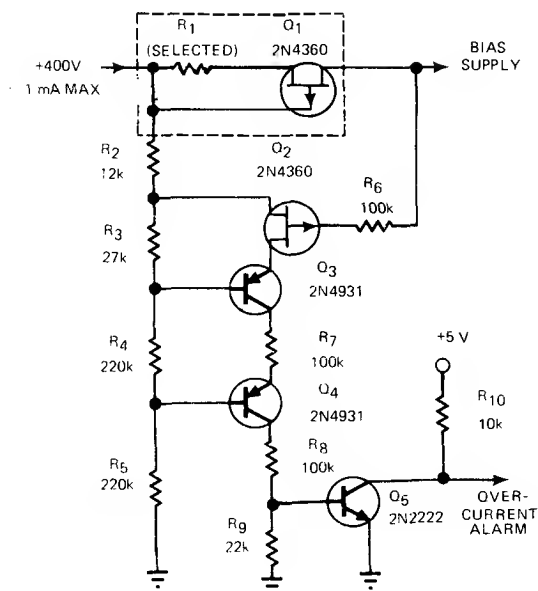 R1
(SELECTED)
Q1
2N4360
+400V
1 mA MAX
BIAS
SUPPLY
R2
12k
Q2
2N4360
R6
100k
R3
27k
Q3
2N4931
R4
220k
R7
100k
Q4
2N4931
+5 V
R10
10k
R5
220k
R8
100k
Q5
2N2222
OVER-
CURRENT
ALARM
R9
22k